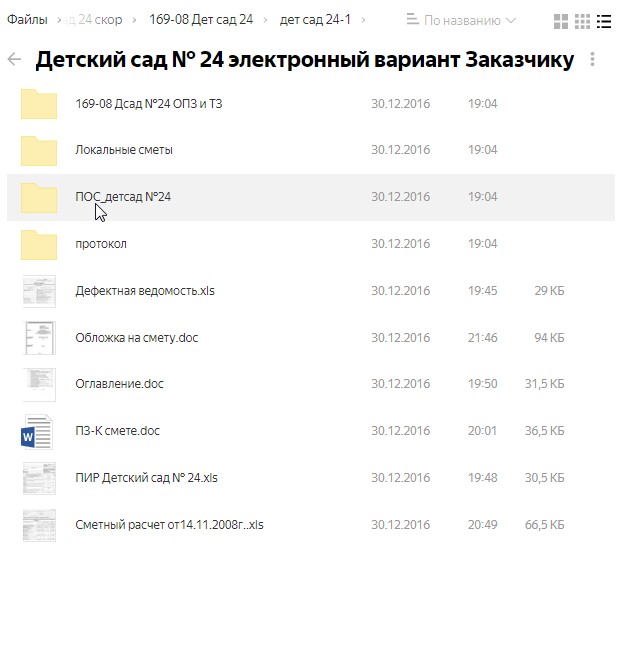 Файлы › 24 скор › 169-08 Дет сад 24 › дет сад 24-1 › По названию
Детский сад № 24 электронный вариант Заказчику
169-08 Дсад №24 ОПЗ и ТЗ 30.12.2016 19:04
Локальные сметы 30.12.2016 19:04
ПОС_детсад №24 30.12.2016 19:04
протокол 30.12.2016 19:04
Дефектная ведомость.xls 30.12.2016 19:45 29 КБ
Обложка на смету.doc 30.12.2016 21:46 94 КБ
Оглавление.doc 30.12.2016 19:50 31,5 КБ
W ПЗ-К смете.doc 30.12.2016 20:01 36,5 КБ
ПИР Детский сад № 24.xls 30.12.2016 19:48 30,5 КБ
Сметный расчет от14.11.2008г..xls 30.12.2016 20:49 66,5 КБ